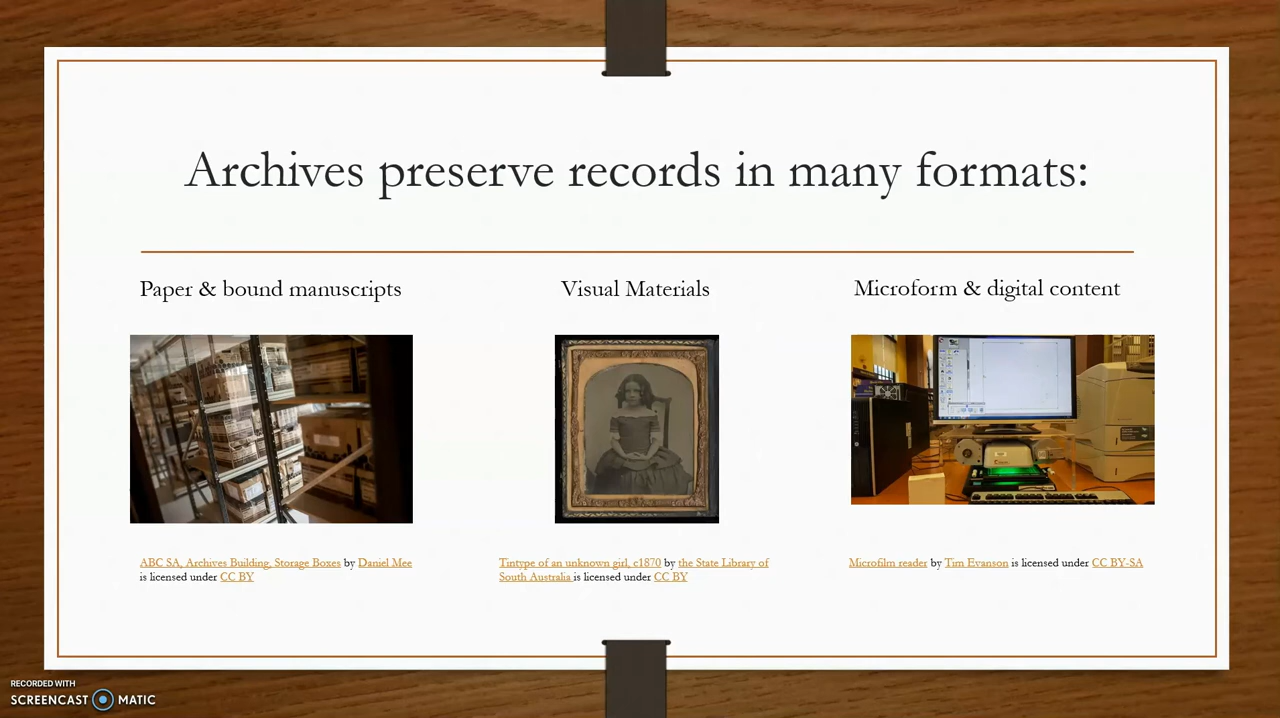 Archives preserve records in many formats:
Paper & bound manuscripts
Visual Materials
Microform & digital content
ABC SA, Archives Building, Storage Boxes by Daniel Mee
is licensed under CC BY
Tintype of an unknown girl, c1870 by the State Library of
South Australia is licensed under CC BY
Microfilm reader by Tim Evanson is licensed under CC BY-SA
RECORDED WITH
SCREENCAST MATIC